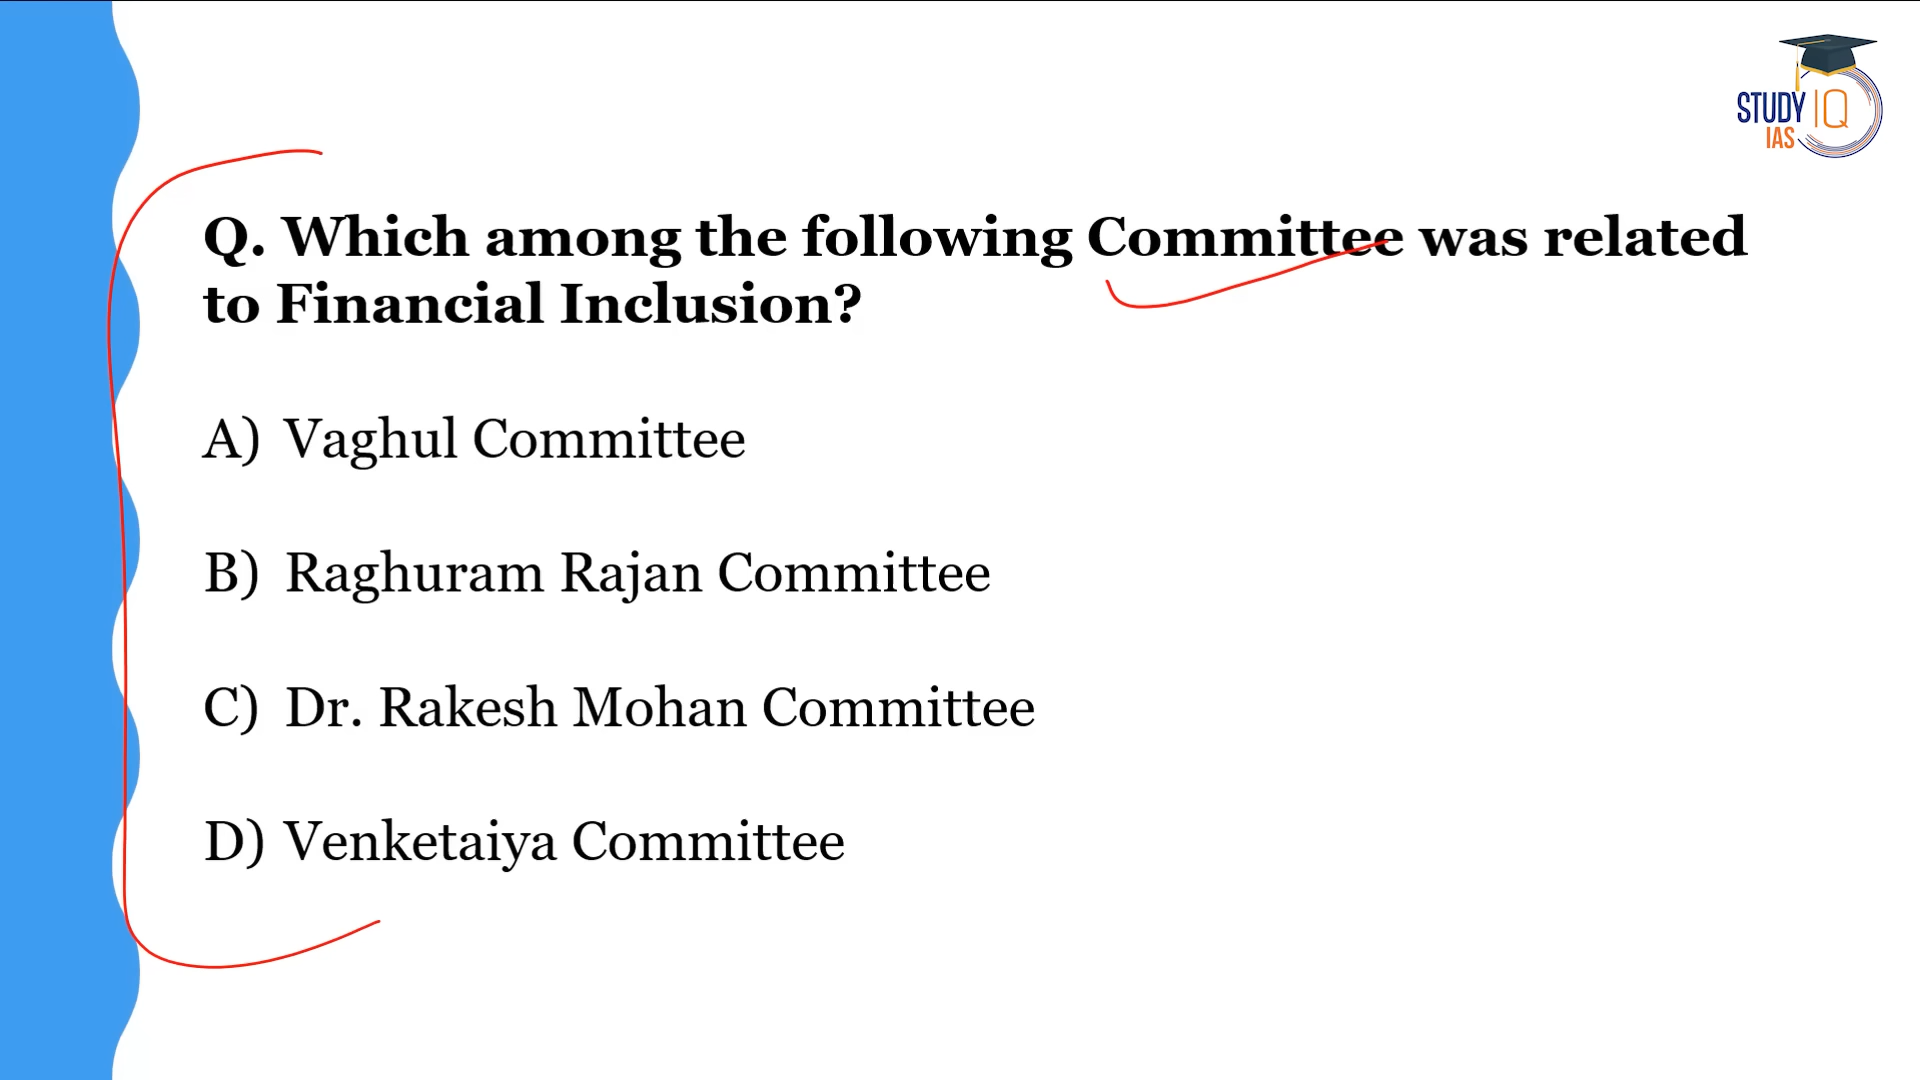 STUDY IQ
IAS
Q. Which among the following Committee was related
to Financial Inclusion?
A) Vaghul Committee
B) Raghuram Rajan Committee
C) Dr. Rakesh Mohan Committee
D) Venketaiya Committee